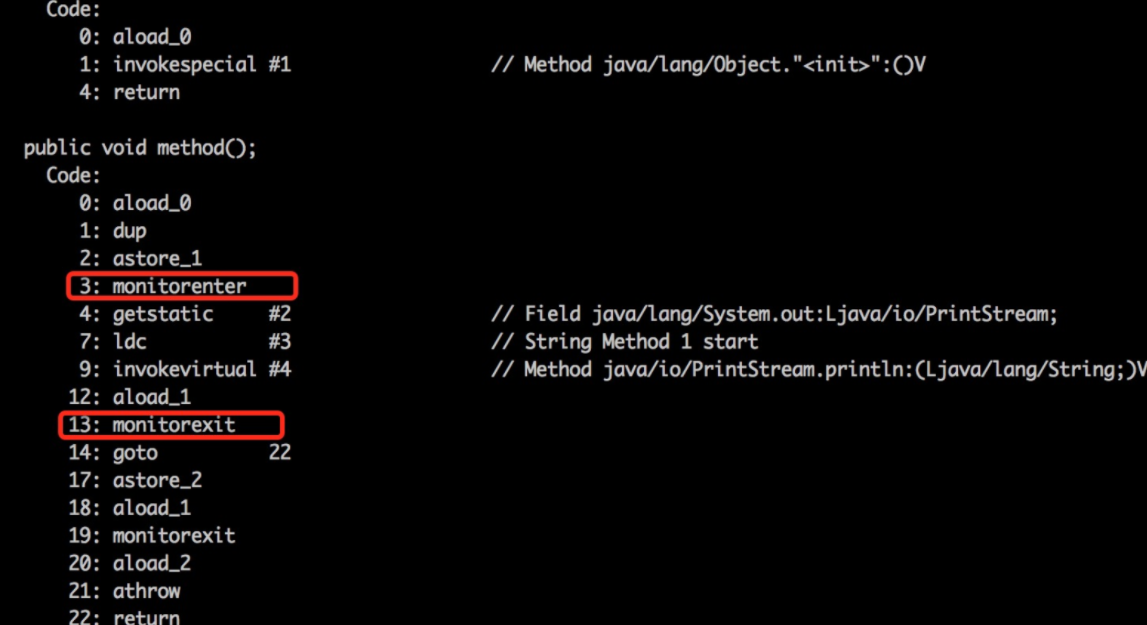 Code:
0: aload_0
1: invokespecial #1 // Method java/lang/Object."<init>":()V
4: return
public void method();
Code:
0: aload_0
1: dup
2: astore_1
3: monitorenter
4: getstatic #2 // Field java/lang/System.out:Ljava/io/PrintStream;
7: ldc #3 // String Method 1 start
9: invokevirtual #4 // Method java/io/PrintStream.println:(Ljava/lang/String;)V
12: aload_1
13: monitorexit
14: goto 22
17: astore_2
18: aload_1
19: monitorexit
20: aload_2
21: athrow
22: return